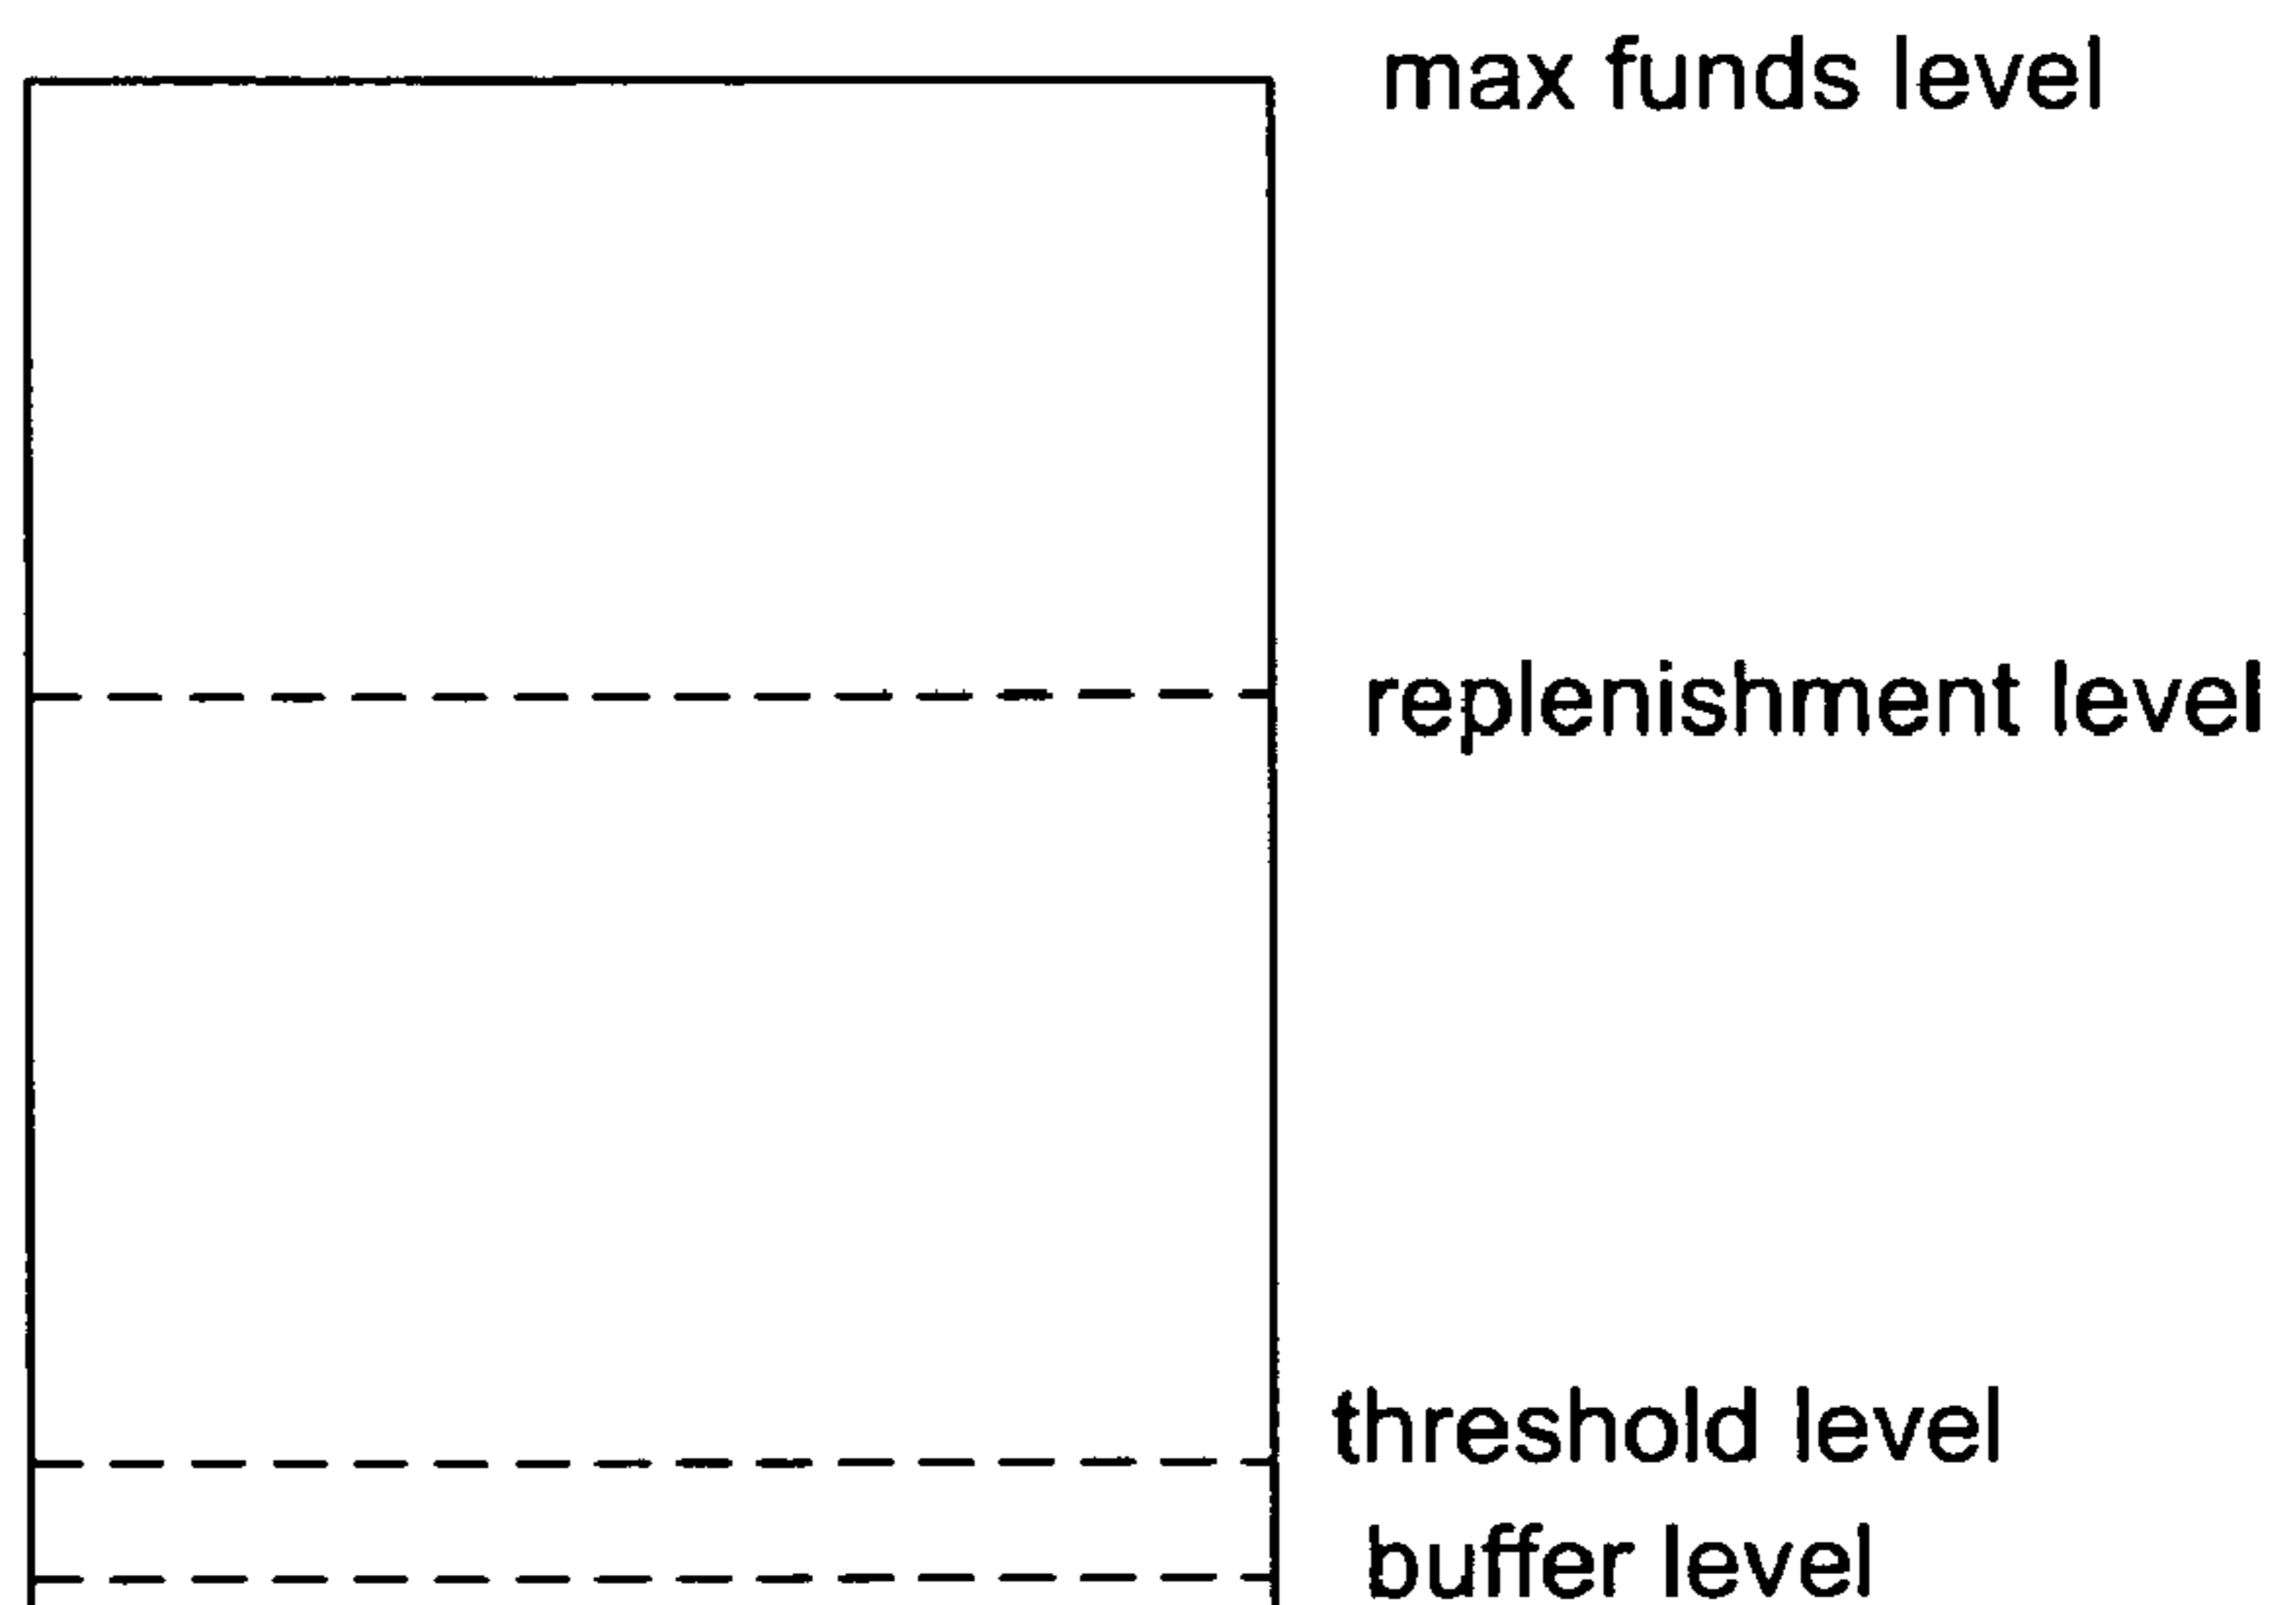 max funds level
replenishment level
threshold level
buffer level